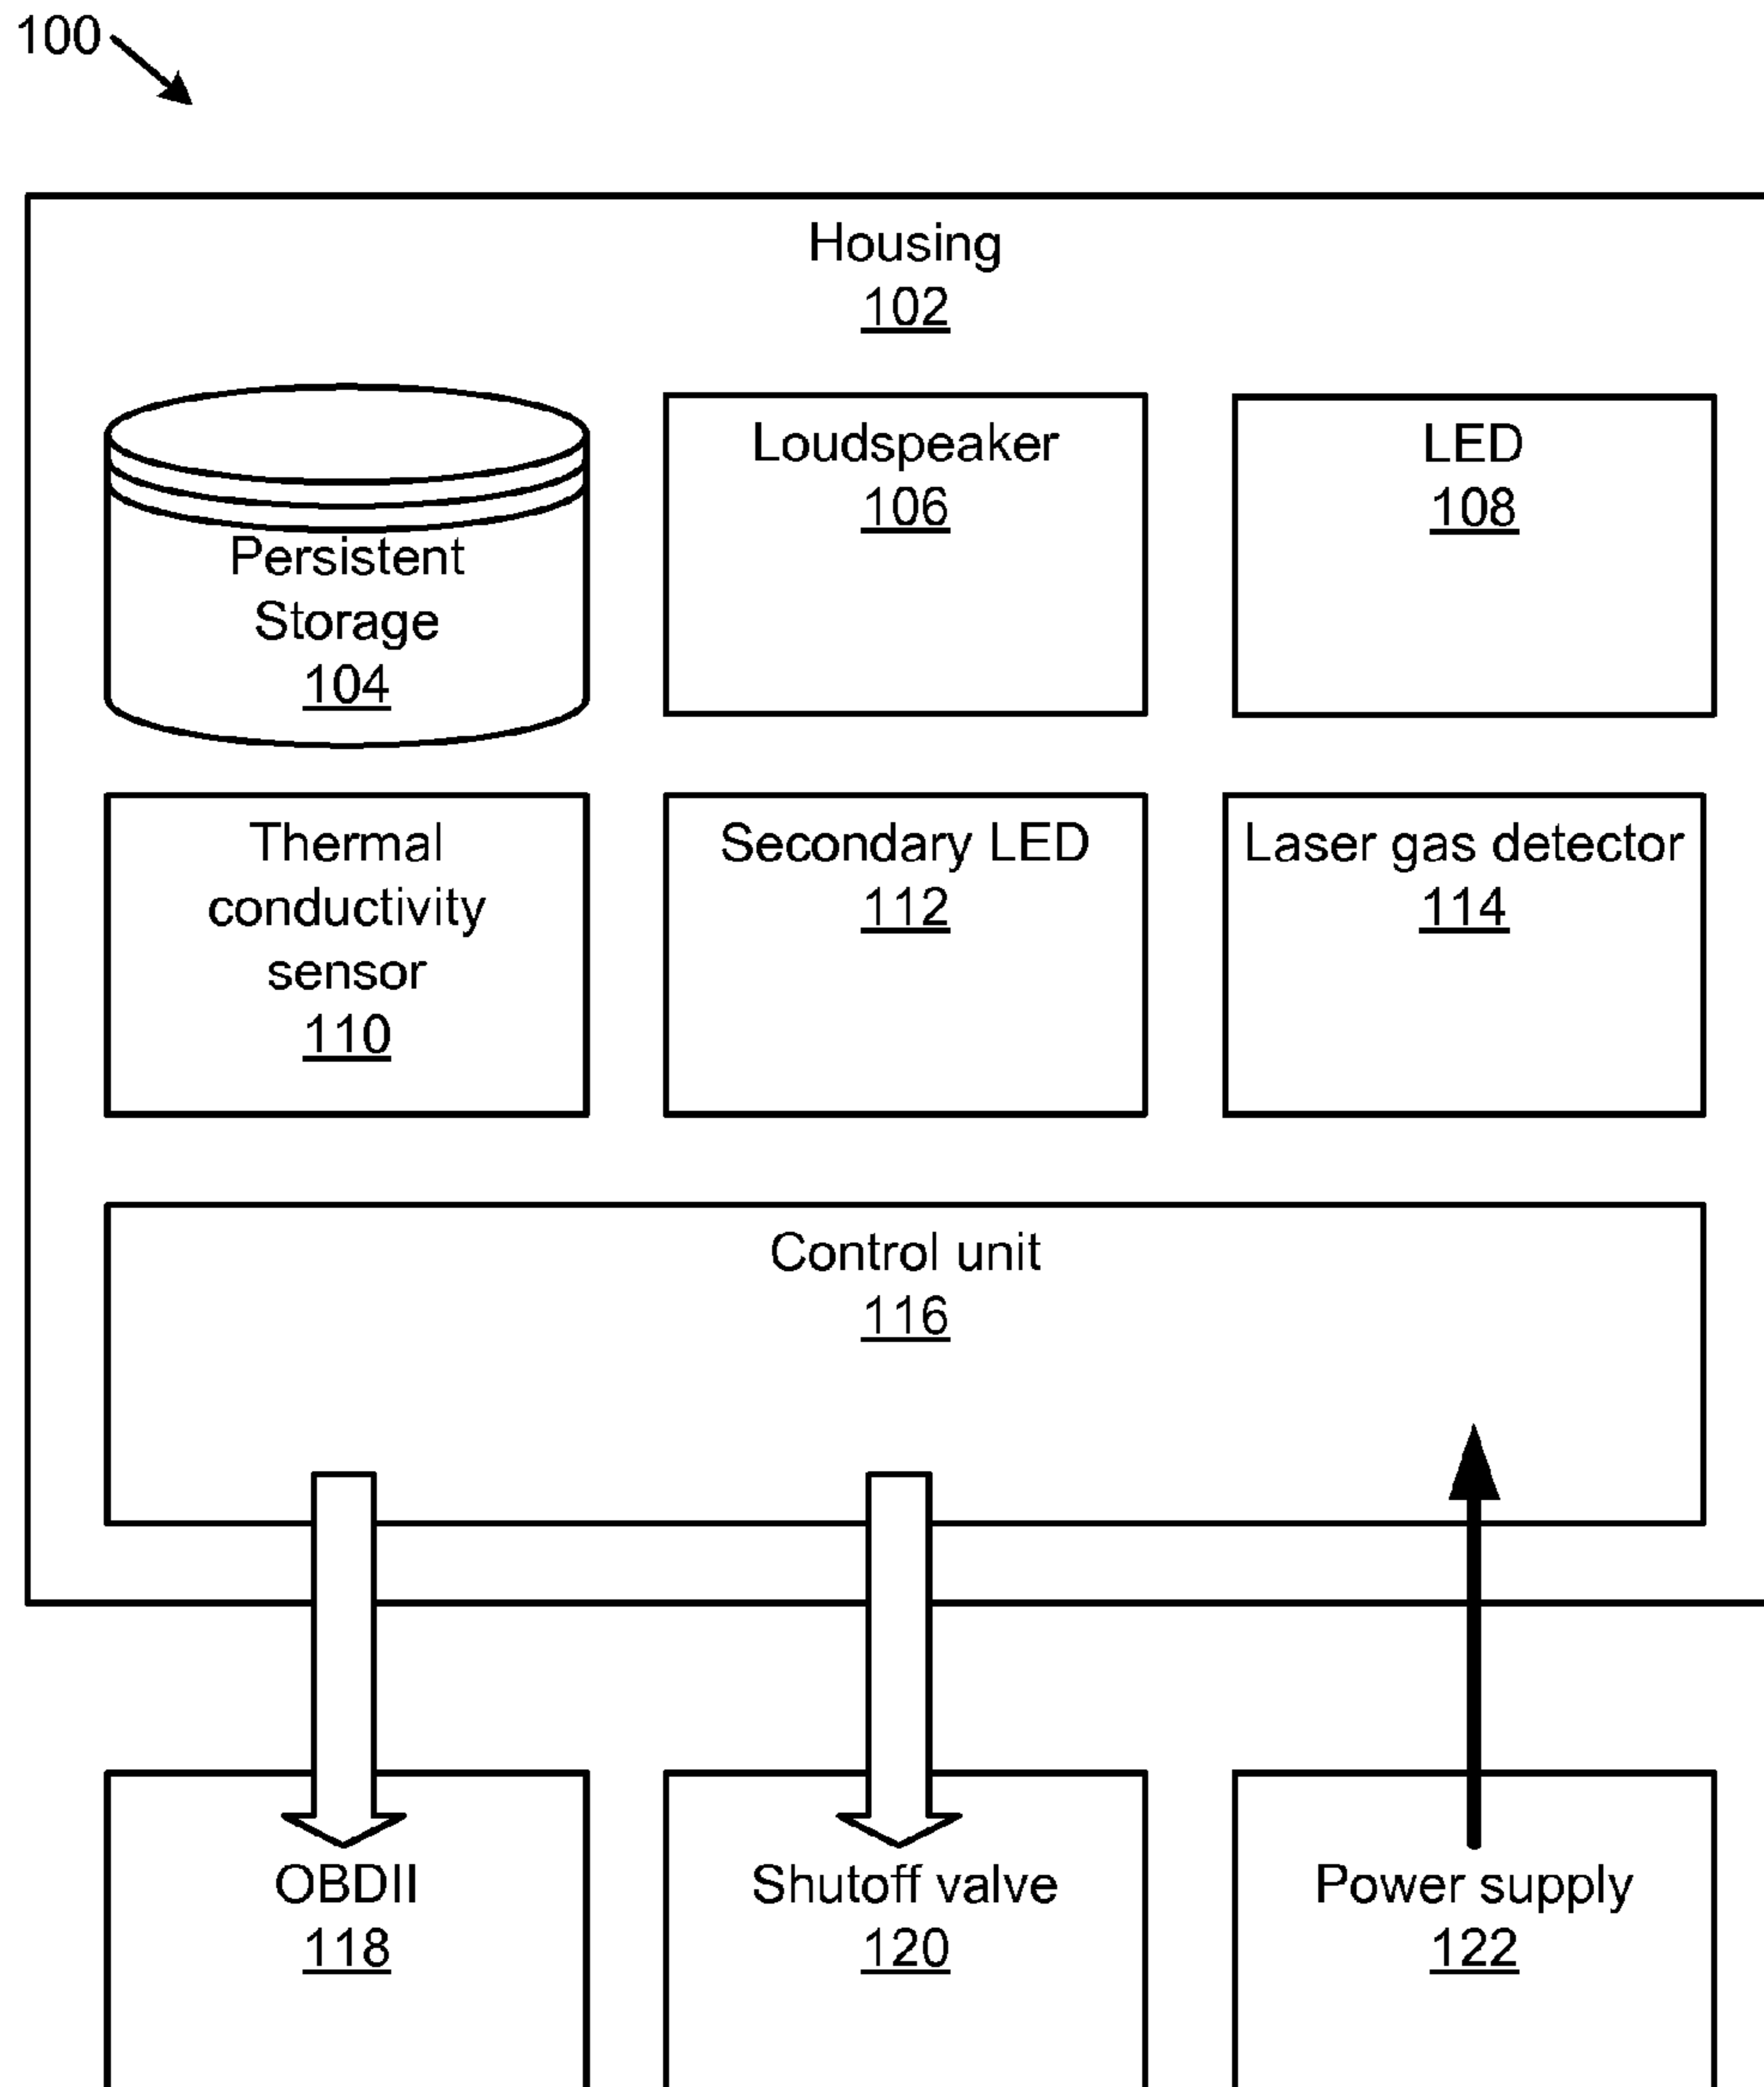 100
Housing
102
Persistent
Storage
104
Loudspeaker
106
LED
108
Thermal
conductivity
sensor
110
Secondary LED
112
Laser gas detector
114
Control unit
116
OBDII
118
Shutoff valve
120
Power supply
122